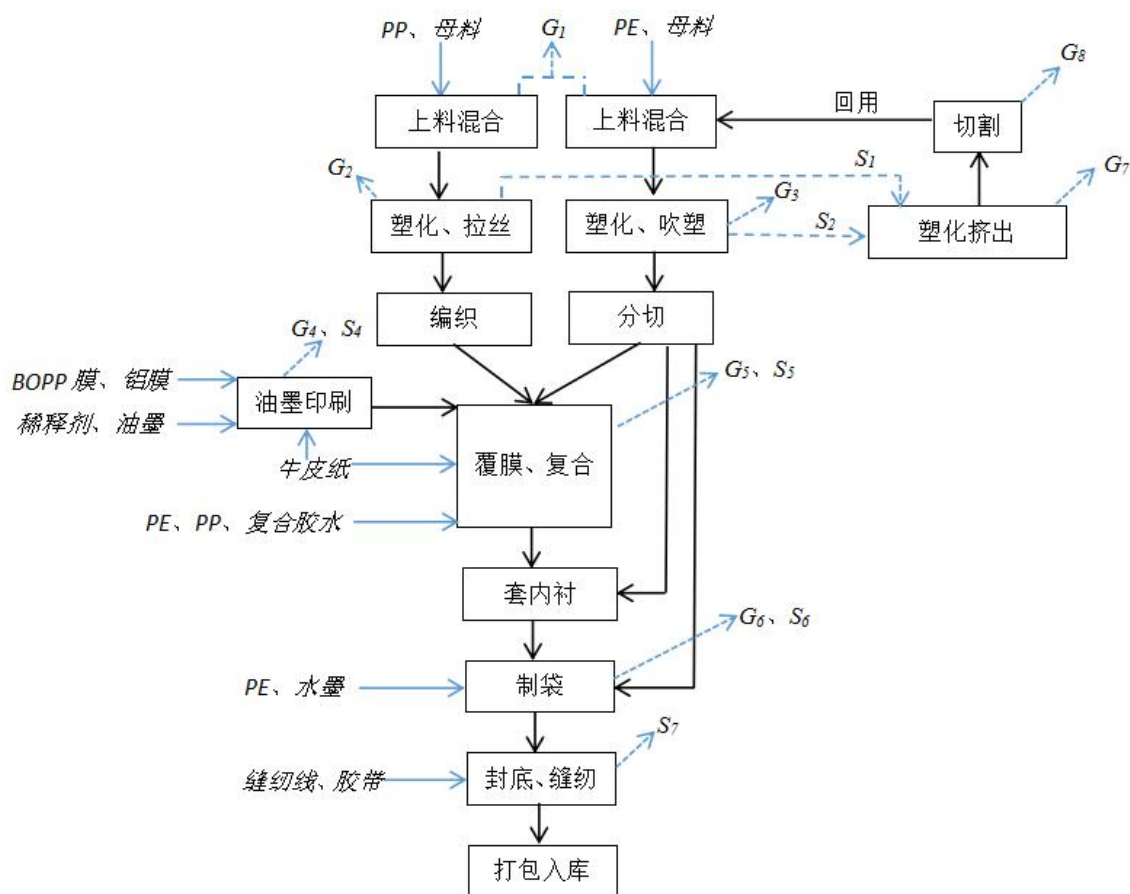 PP、母料
G1
PE、母料
G8
上料混合
上料混合
回用
切割
G2
S1
G7
塑化、拉丝
塑化、吹塑
G3
S2
塑化挤出
编织
分切
G4、S4
G5、S5
BOPP 膜、铝膜
油墨印刷
稀释剂、油墨
牛皮纸
覆膜、复合
PE、PP、复合胶水
套内衬
G6、S6
PE、水墨
制袋
S7
缝纫线、胶带
封底、缝纫
打包入库